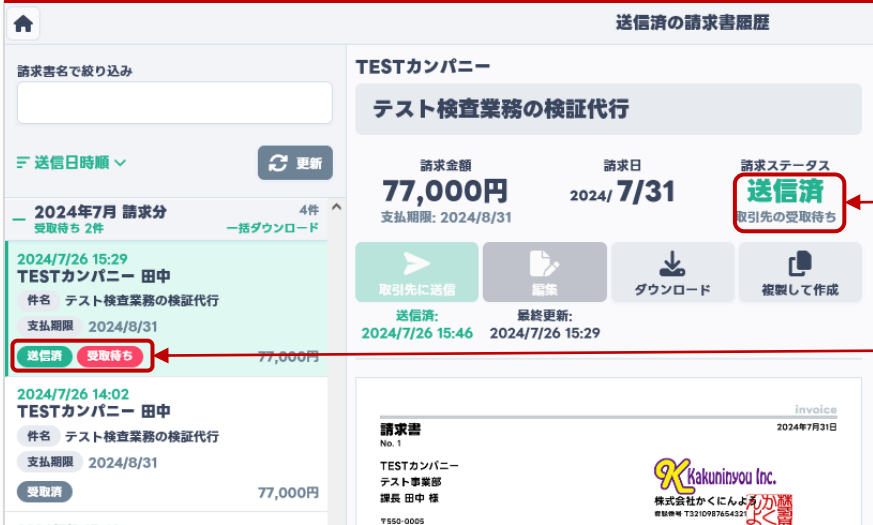 送信済の請求書履歴
請求書名で絞り込み
送信日時順
更新
2024年7月 請求分
4件
受取待ち 2件
一括ダウンロード
2024/7/26 15:29
TESTカンパニー 田中
件名 テスト検査業務の検証代行
支払期限 2024/8/31
送信済 受取待ち
77,000円
2024/7/26 14:02
TESTカンパニー 田中
件名 テスト検査業務の検証代行
支払期限 2024/8/31
受取済
77,000円
TESTカンパニー
テスト検査業務の検証代行
請求金額
77,000円
支払期限: 2024/8/31
請求日
2024/7/31
請求ステータス
送信済
取引先の受取待ち
取引先に送信
編集
ダウンロード
複製して作成
送信済:
2024/7/26 15:46
最終更新:
2024/7/26 15:29
invoice
請求書
2024年7月31日
No. 1
TESTカンパニー
テスト事業部
課長 田中 様
〒550-0005
Kakuninyou Inc.
株式会社かくにんよう
登録番号 T3210987654321